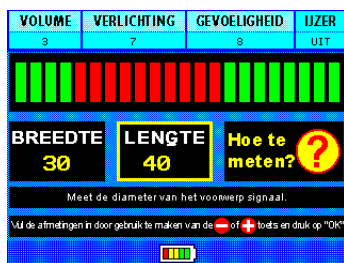 VOLUME VERLICHTING GEVOELIGHEID IJZER
3 7 8 UIT
BREEDTE LENGTE Hoe te
30 40 meten? ?
Meet de diameter van het voorwerp signaal.
Vul de afmetingen in door gebruik te maken van de - of + toets en druk op "OK"